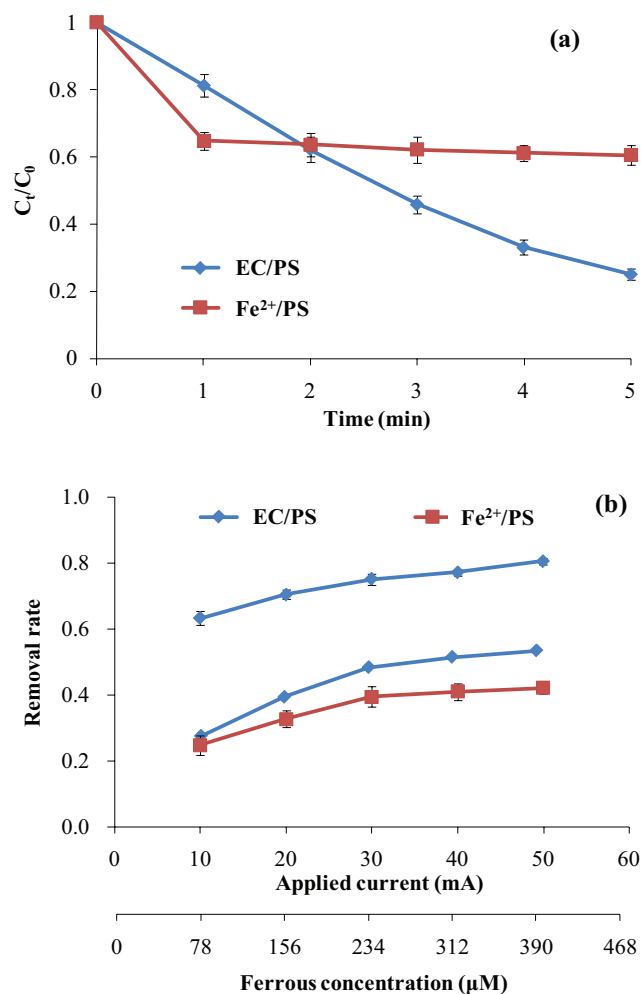 (a)
1
0.8
0.6
0.4
0.2
0
Cₜ/C₀
EC/PS
Fe²⁺/PS
0 1 2 3 4 5
Time (min)
(b)
EC/PS Fe²⁺/PS
1.0
0.8
0.6
0.4
0.2
0.0
Removal rate
0 10 20 30 40 50 60
Applied current (mA)
0 78 156 234 312 390 468
Ferrous concentration (µM)